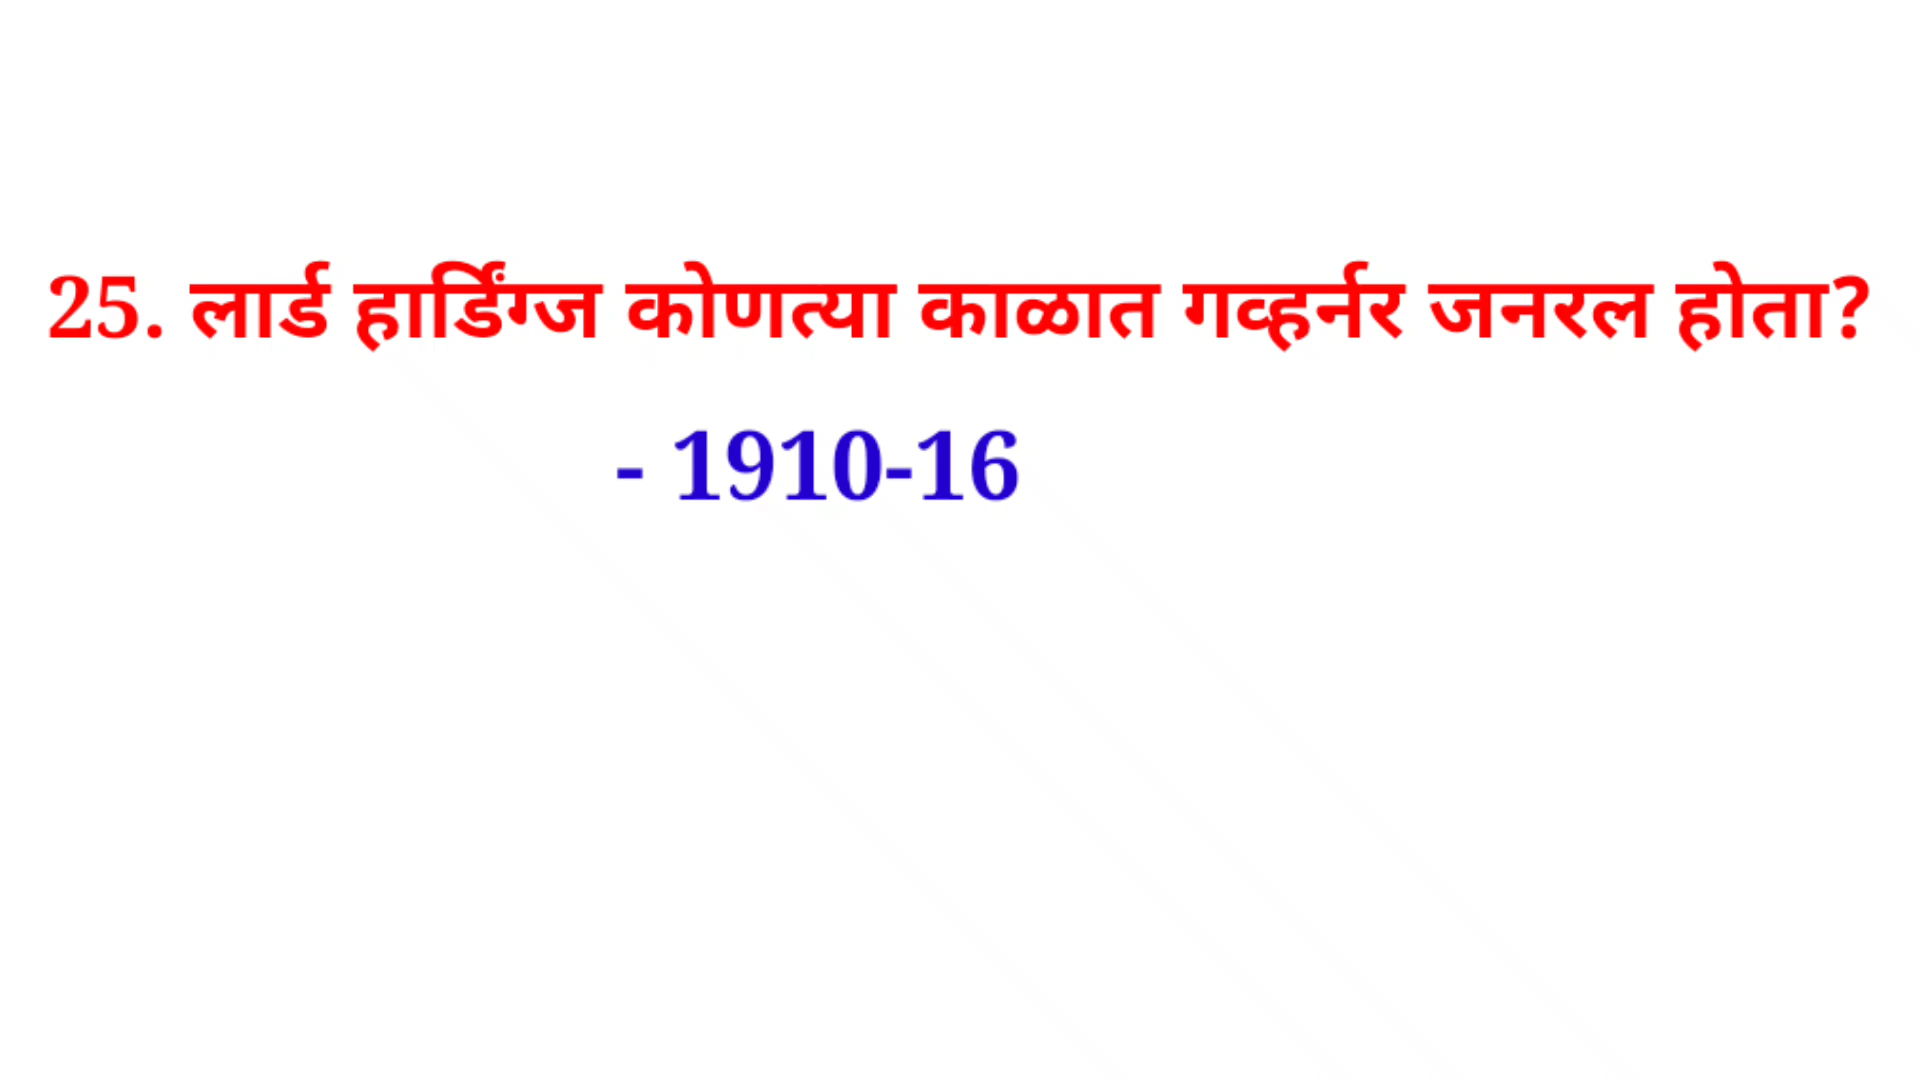 25. लार्ड हार्डिंग्ज कोणत्या काळात गव्हर्नर जनरल होता?
- 1910-16